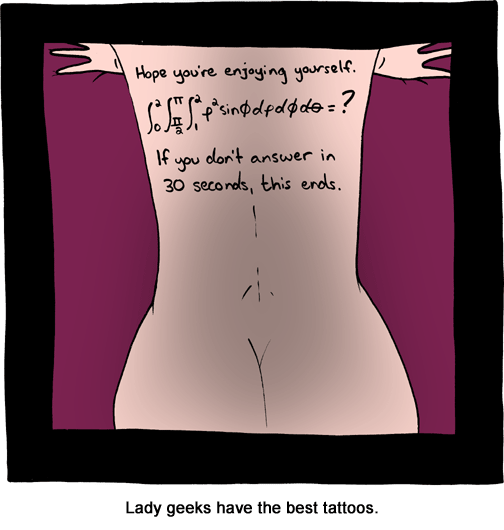 Hope you're enjoying yourself.
∫₀² ∫_{π/2}^{π} ∫₁² ρ² sinϕ dρ dϕ dθ = ?
If you don't answer in
30 seconds, this ends.
Lady geeks have the best tattoos.